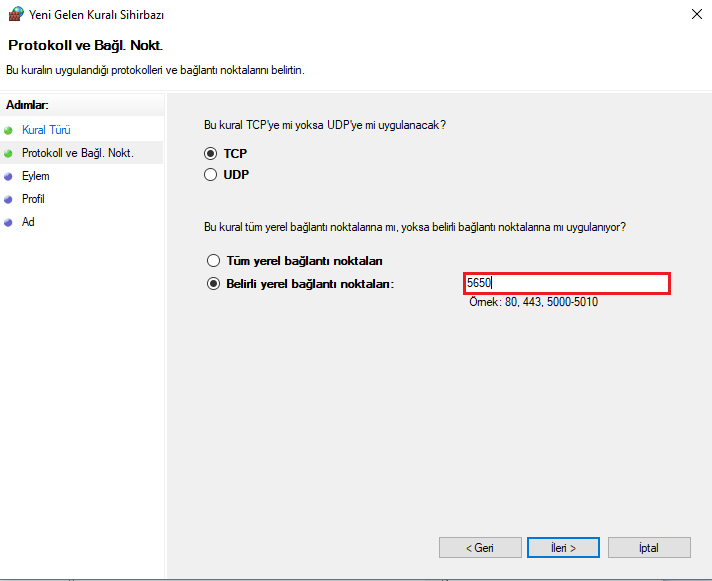 Yeni Gelen Kuralı Sihirbazı
Protokoll ve Bağl. Nokt.
Bu kuralın uygulandığı protokolleri ve bağlantı noktalarını belirtin.
Adımlar:
Kural Türü
Protokoll ve Bağl. Nokt.
Eylem
Profil
Ad
Bu kural TCP'ye mi yoksa UDP'ye mi uygulanacak?
TCP
UDP
Bu kural tüm yerel bağlantı noktalarına mı, yoksa belirli bağlantı noktalarına mı uygulanıyor?
Tüm yerel bağlantı noktaları
Belirli yerel bağlantı noktaları:
5650
Örnek: 80, 443, 5000-5010
< Geri
İleri >
İptal